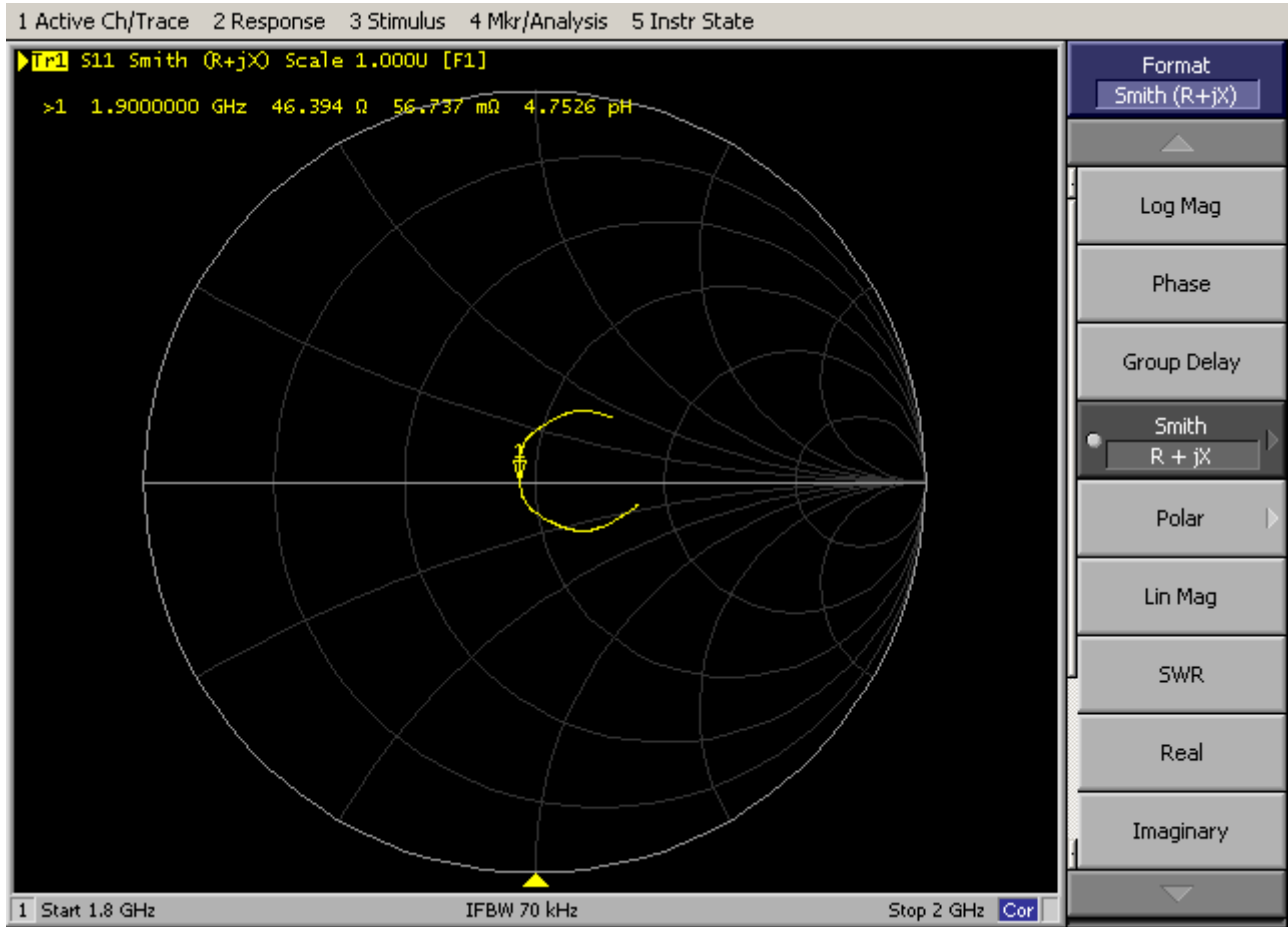 1 Active Ch/Trace 2 Response 3 Stimulus 4 Mkr/Analysis 5 Instr State
Tr1 S11 Smith (R+jX) Scale 1.000U [F1]
>1 1.9000000 GHz 46.394 Ω 56.737 mΩ 4.7526 pH
1
Format
Smith (R+jX)
Log Mag
Phase
Group Delay
Smith
R + jX
Polar
Lin Mag
SWR
Real
Imaginary
1 Start 1.8 GHz IFBW 70 kHz Stop 2 GHz Cor